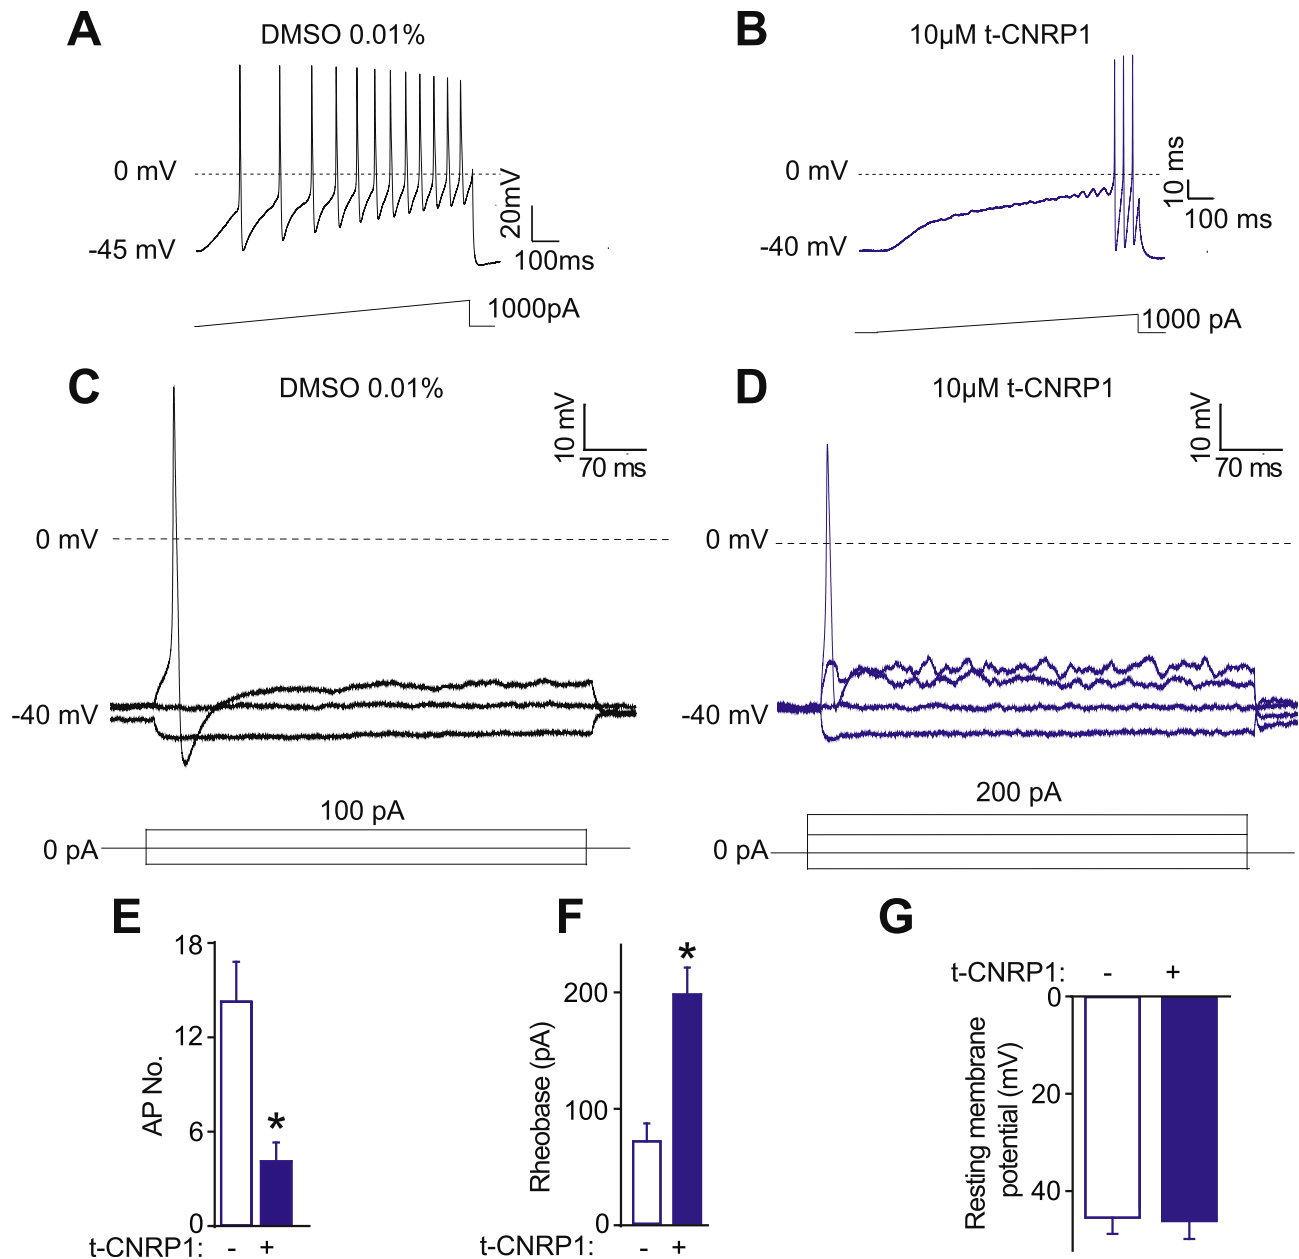 A
DMSO 0.01%
0 mV
-45 mV
20mV
100ms
1000pA
B
10µM t-CNRP1
0 mV
-40 mV
10 ms
100 ms
1000 pA
C
DMSO 0.01%
10 mV
70 ms
0 mV
-40 mV
100 pA
0 pA
D
10µM t-CNRP1
10 mV
70 ms
0 mV
-40 mV
200 pA
0 pA
E
18
12
6
0
AP No.
*
t-CNRP1: - +
F
200
100
0
Rheobase (pA)
*
t-CNRP1: - +
G
t-CNRP1: - +
0
20
40
Resting membrane
potential (mV)